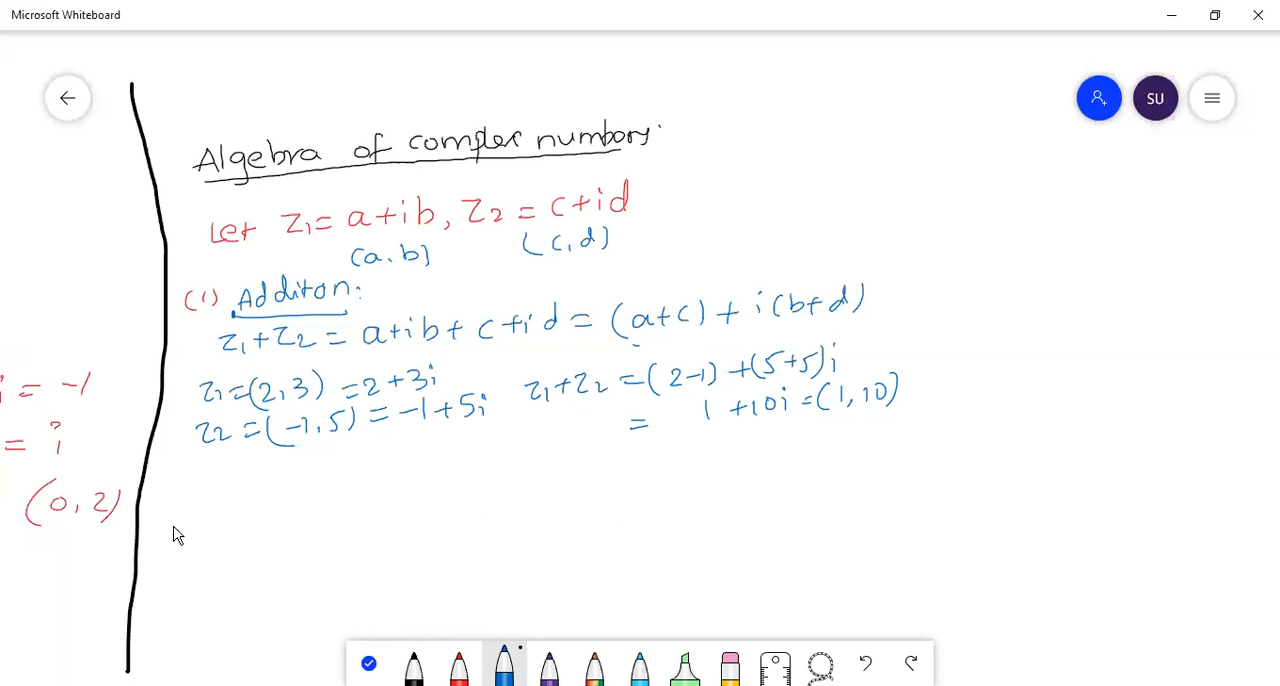 Microsoft Whiteboard
SU
Algebra of complex numbers:
Let z₁ = a+ib, z₂ = c+id
(a, b) (c, d)
(1) Additon:
z₁+z₂ = a+ib+c+id = (a+c) + i(b+d)
z₁=(2,3) = 2+3i
z₂ =(-1,5) = -1+5i
z₁+z₂ =(2-1) +(5+5)i
= 1 +10i =(1,10)
= -1
= i
(0, 2)